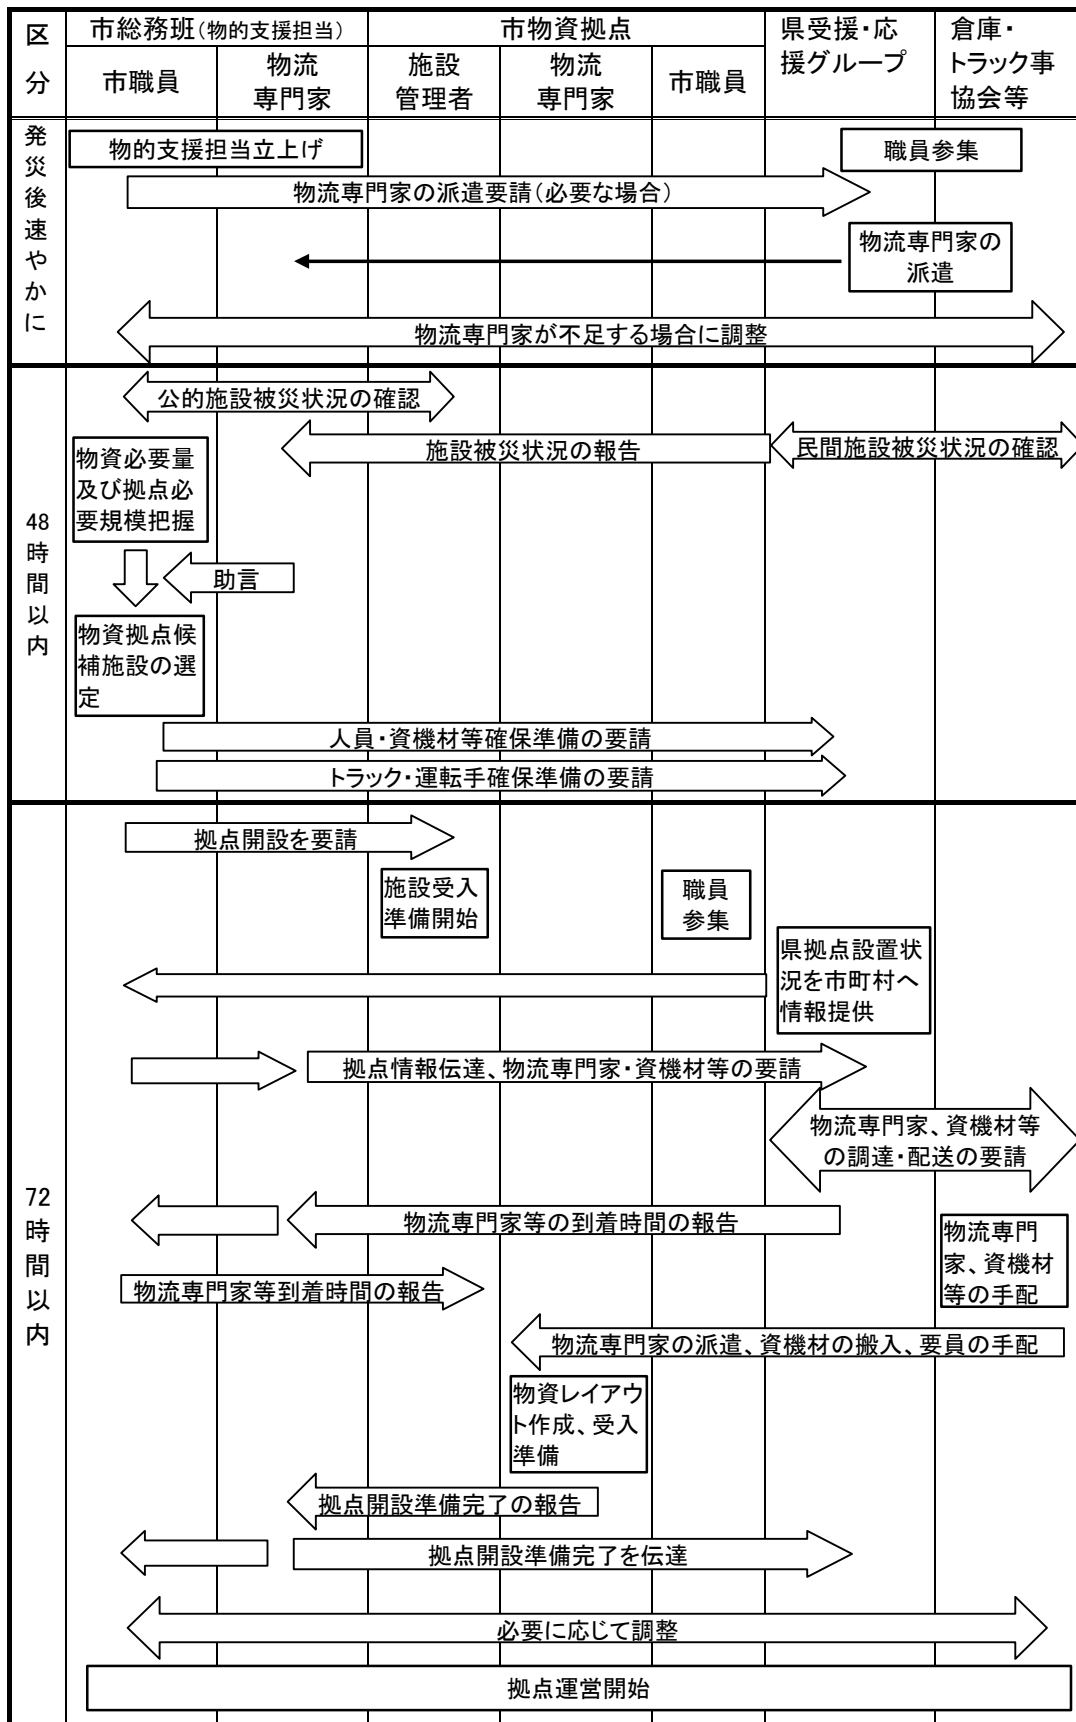 区
分
市総務班(物的支援担当)
市物資拠点
県受援・応
援グループ
倉庫・
トラック事
協会等
市職員
物流
専門家
施設
管理者
物流
専門家
市職員
発
災
後
速
や
か
に
物的支援担当立上げ
職員参集
物流専門家の派遣要請(必要な場合)
物流専門家の
派遣
物流専門家が不足する場合に調整
48
時
間
以
内
公的施設被災状況の確認
施設被災状況の報告
民間施設被災状況の確認
物資必要量
及び拠点必
要規模把握
助言
物資拠点候
補施設の選
定
人員・資機材等確保準備の要請
トラック・運転手確保準備の要請
72
時
間
以
内
拠点開設を要請
施設受入
準備開始
職員
参集
県拠点設置状
況を市町村へ
情報提供
拠点情報伝達、物流専門家・資機材等の要請
物流専門家、資機材等
の調達・配送の要請
物流専門家等の到着時間の報告
物流専門
家、資機材
等の手配
物流専門家等到着時間の報告
物流専門家の派遣、資機材の搬入、要員の手配
物資レイアウ
ト作成、受入
準備
拠点開設準備完了の報告
拠点開設準備完了を伝達
必要に応じて調整
拠点運営開始